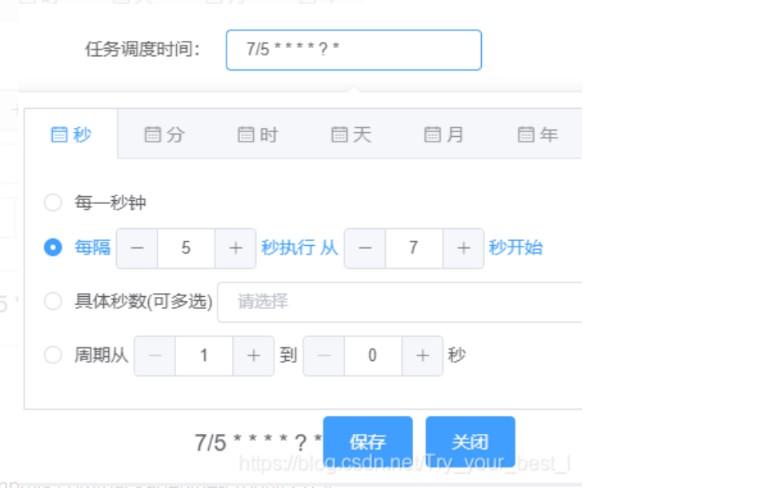 任务调度时间： 7/5 * * * * ? *
秒 分 时 天 月 年
每一秒钟
每隔 − 5 + 秒执行 从 − 7 + 秒开始
具体秒数(可多选) 请选择
周期从 − 1 + 到 − 0 + 秒
7/5 * * * * ? * 保存 关闭
https://blog.csdn.net/Try_your_best_l